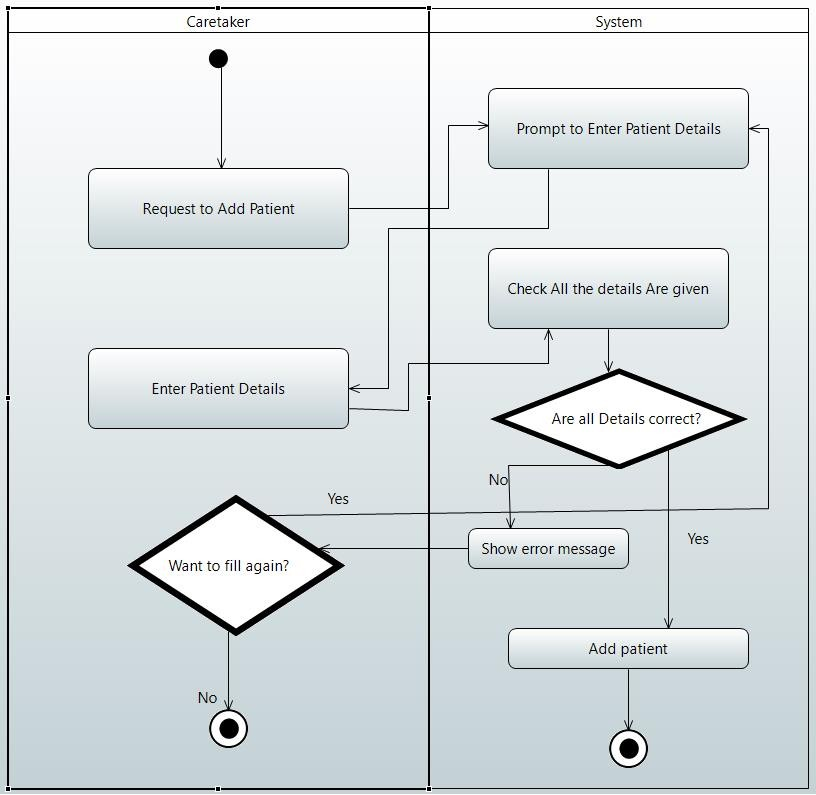 Caretaker
System
Prompt to Enter Patient Details
Request to Add Patient
Check All the details Are given
Enter Patient Details
Are all Details correct?
No
Yes
Yes
Show error message
Want to fill again?
Add patient
No